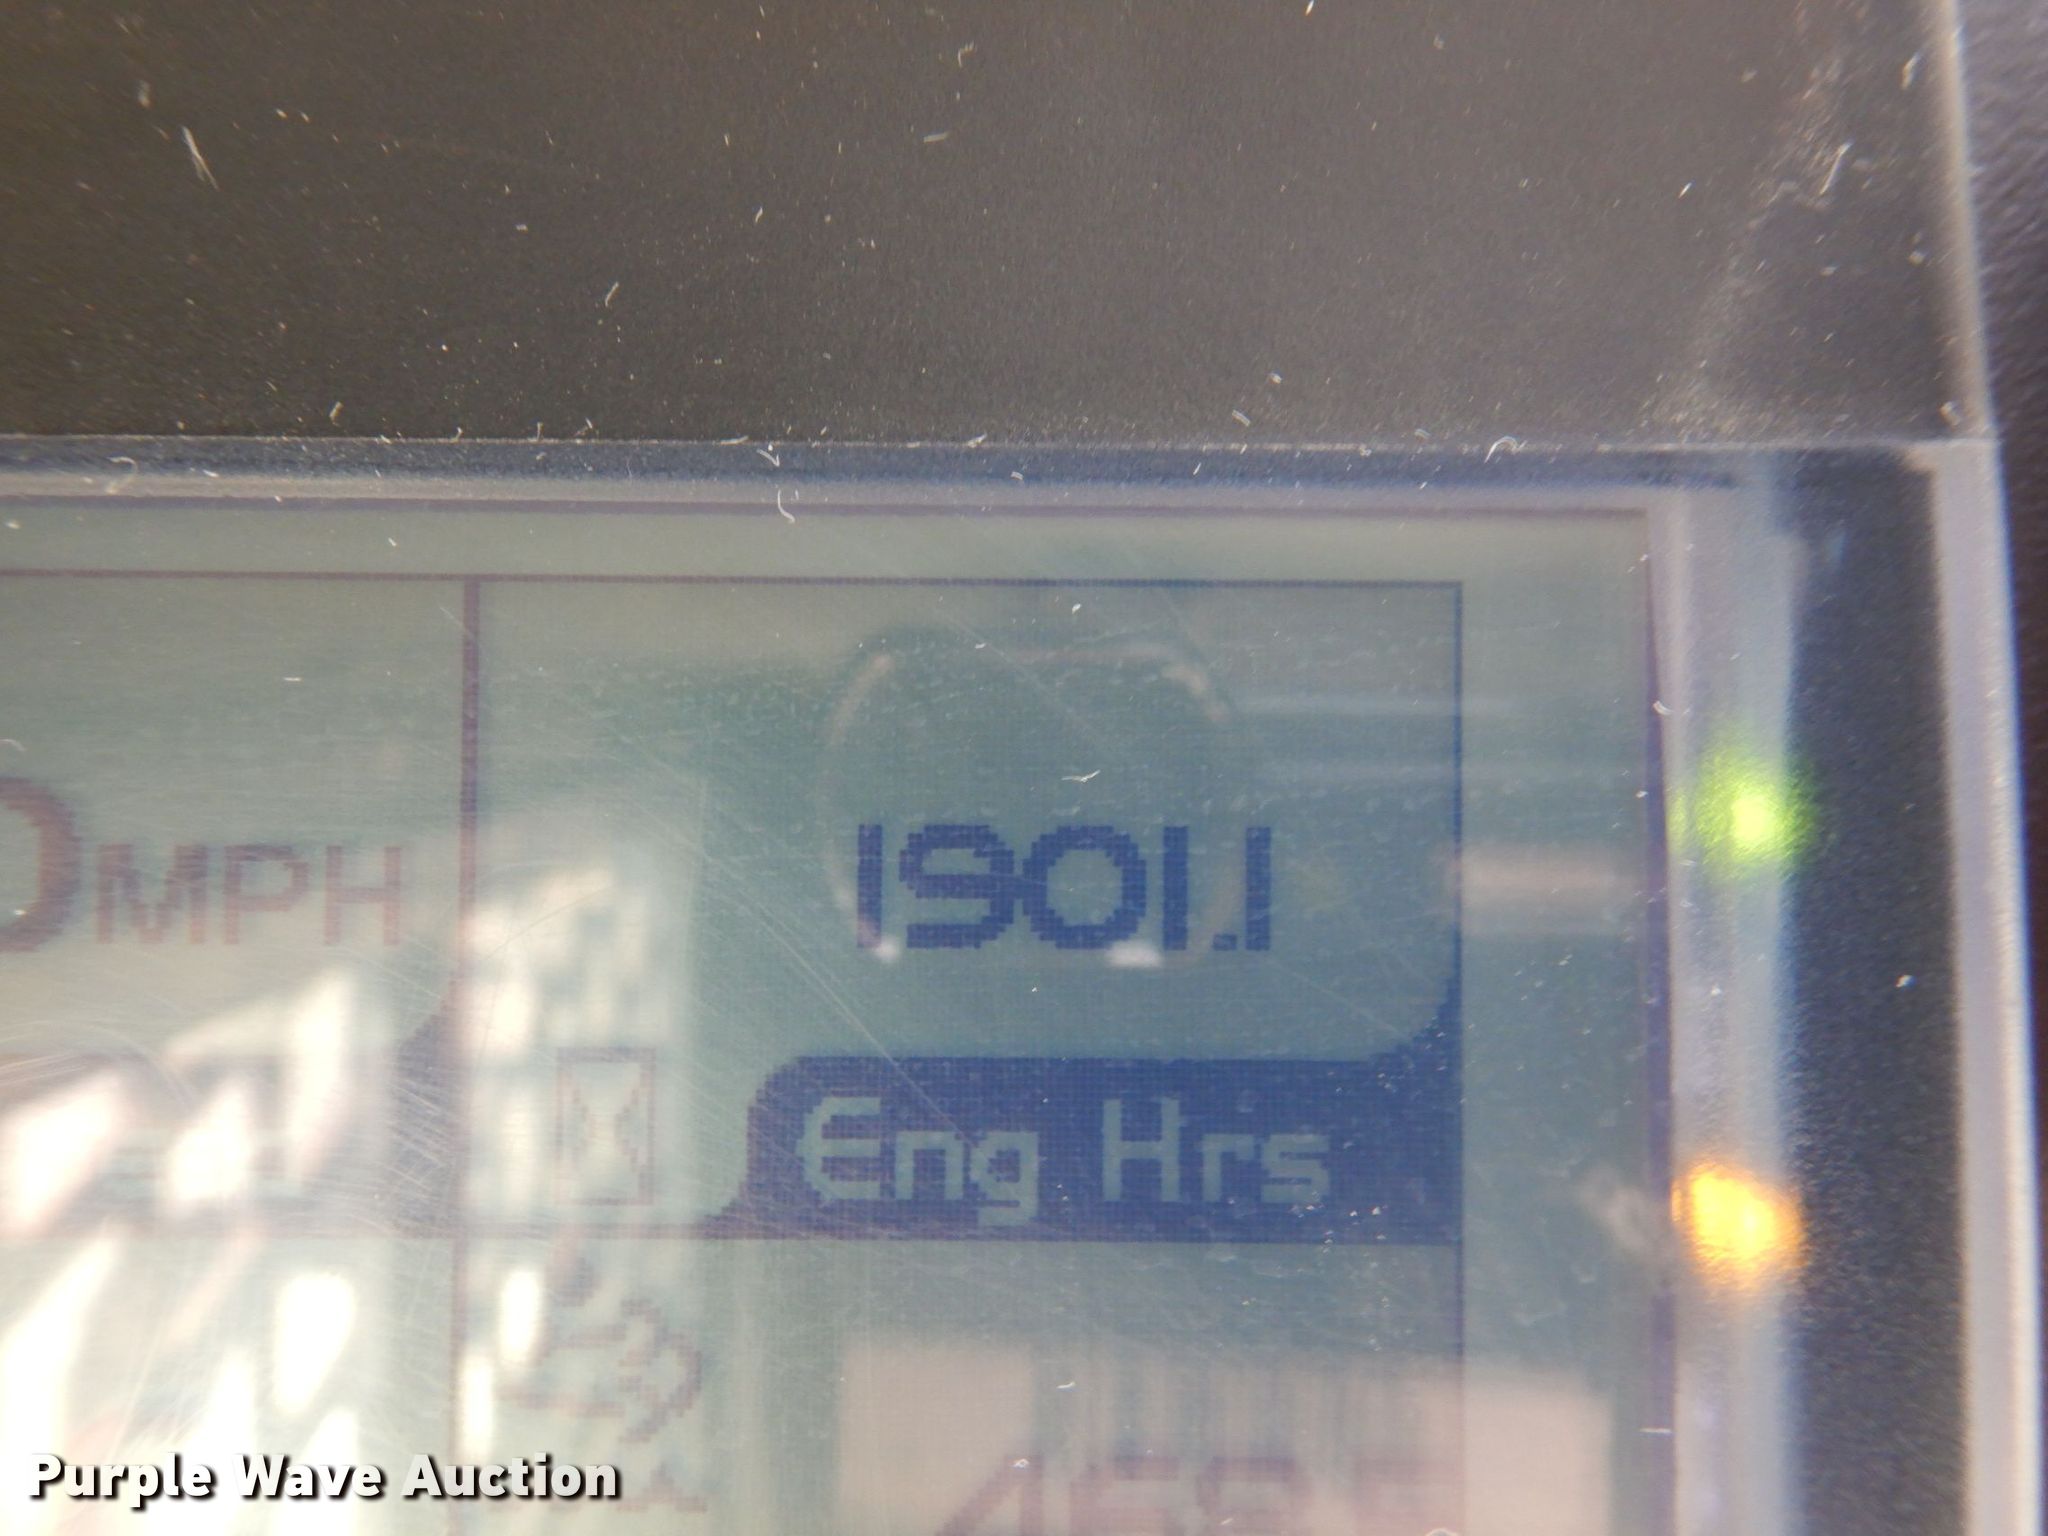 MPH
1901.1
Eng Hrs
Purple Wave Auction